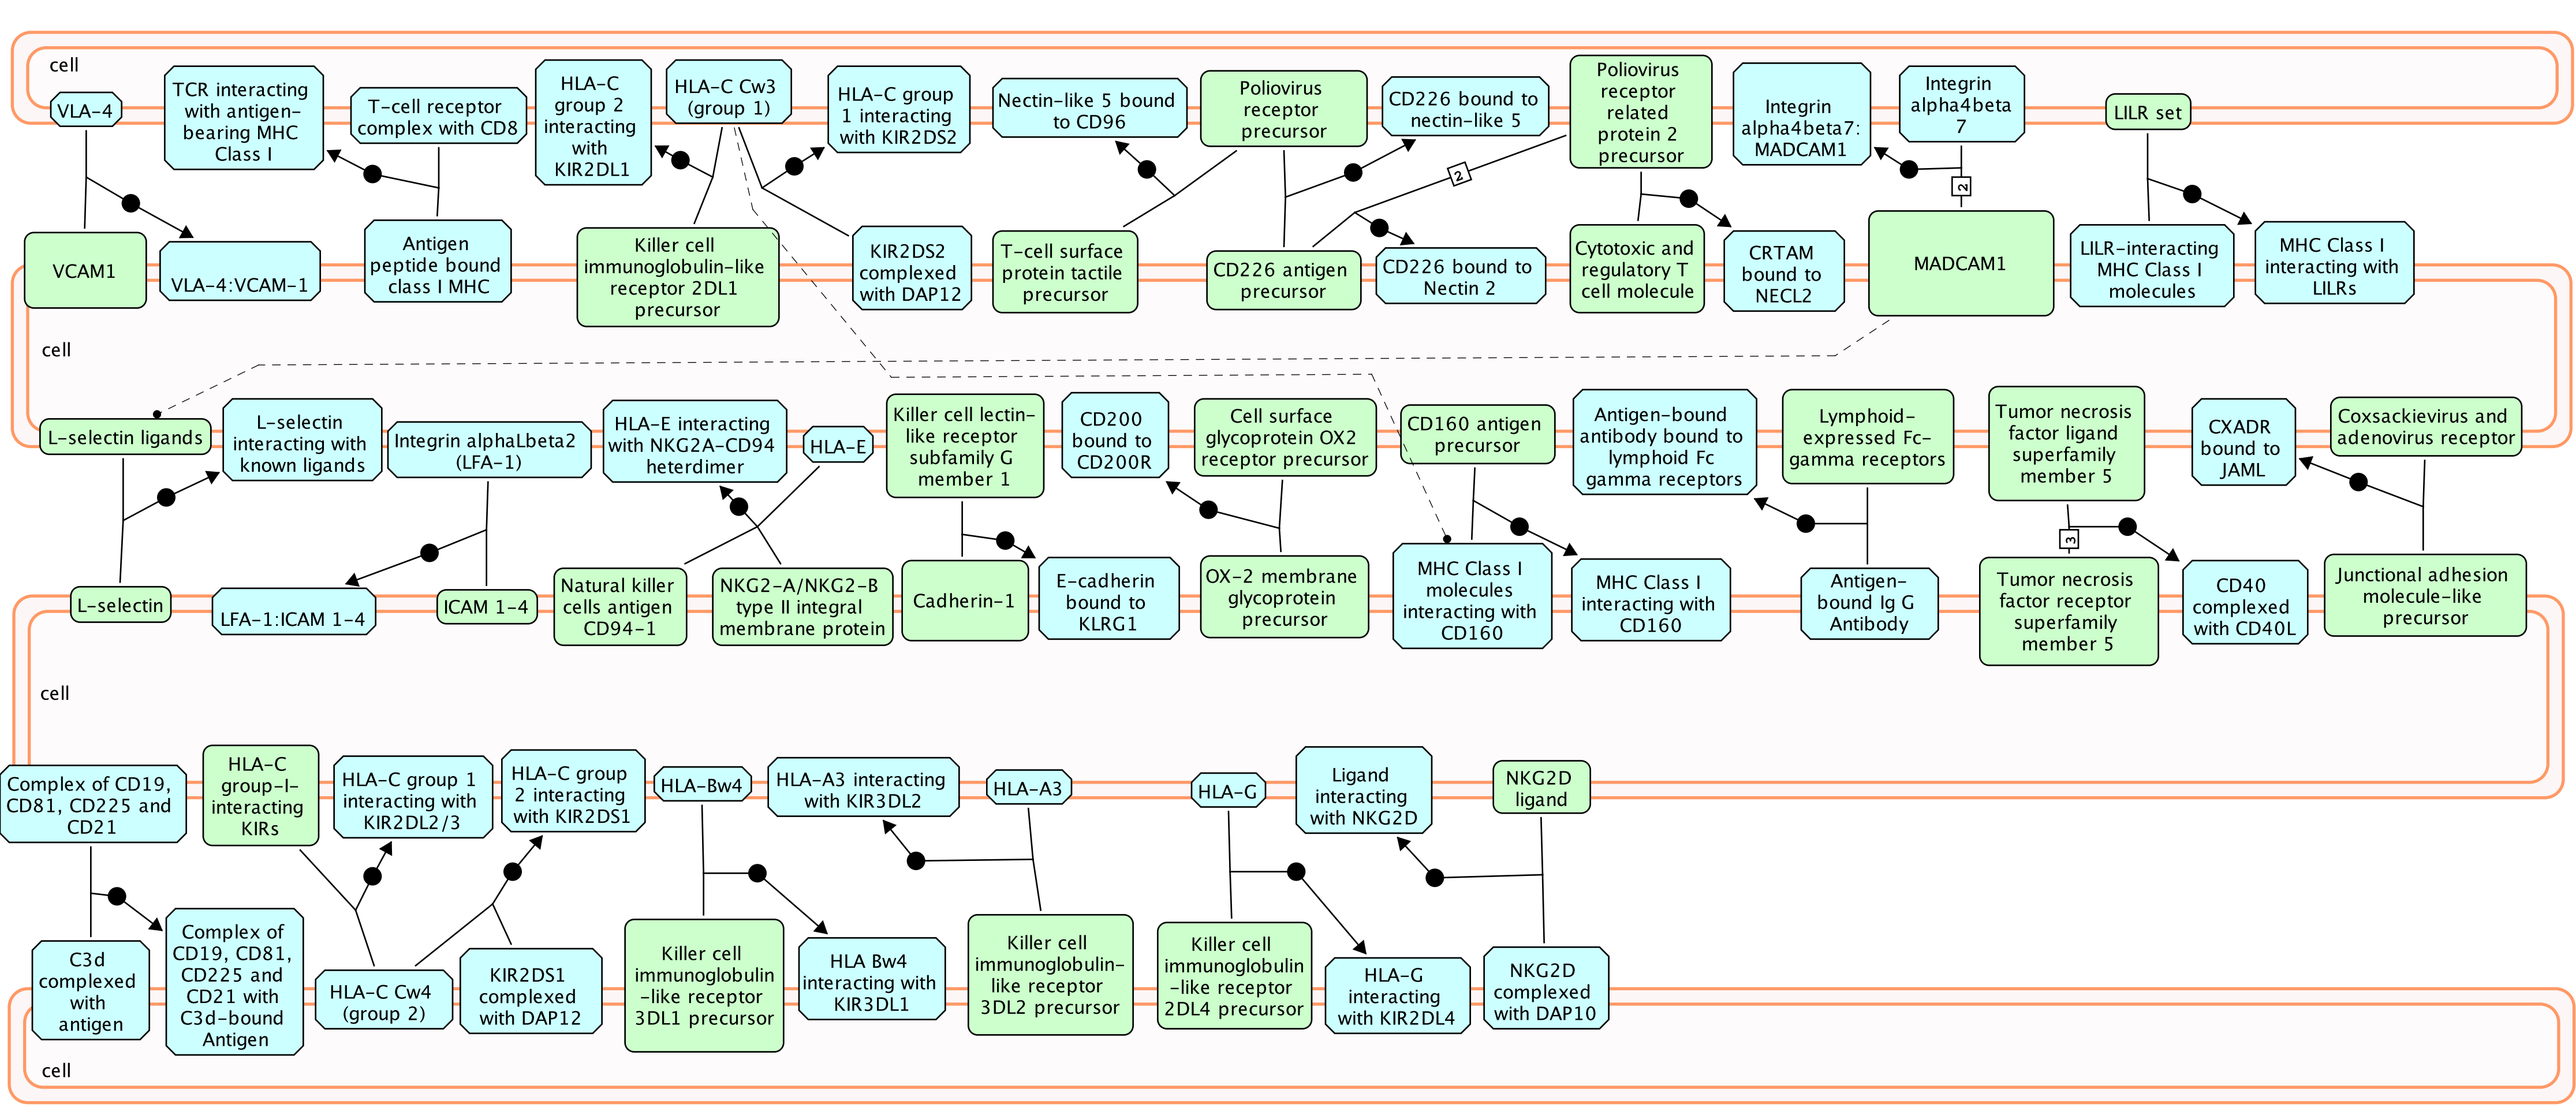 cell
VLA-4
TCR interacting
with antigen-
bearing MHC
Class I
T-cell receptor
complex with CD8
HLA-C
group 2
interacting
with
KIR2DL1
HLA-C Cw3
(group 1)
HLA-C group
1 interacting
with KIR2DS2
Nectin-like 5 bound
to CD96
Poliovirus
receptor
precursor
CD226 bound to
nectin-like 5
Poliovirus
receptor
related
protein 2
precursor
Integrin
alpha4beta7:
MADCAM1
Integrin
alpha4beta
7
LILR set
2
2
VCAM1
VLA-4:VCAM-1
Antigen
peptide bound
class I MHC
Killer cell
immunoglobulin-like
receptor 2DL1
precursor
KIR2DS2
complexed
with DAP12
T-cell surface
protein tactile
precursor
CD226 antigen
precursor
CD226 bound to
Nectin 2
Cytotoxic and
regulatory T
cell molecule
CRTAM
bound to
NECL2
MADCAM1
LILR-interacting
MHC Class I
molecules
MHC Class I
interacting with
LILRs
cell
L-selectin ligands
L-selectin
interacting with
known ligands
Integrin alphaLbeta2
(LFA-1)
HLA-E interacting
with NKG2A-CD94
heterdimer
HLA-E
Killer cell lectin-
like receptor
subfamily G
member 1
CD200
bound to
CD200R
Cell surface
glycoprotein OX2
receptor precursor
CD160 antigen
precursor
Antigen-bound
antibody bound to
lymphoid Fc
gamma receptors
Lymphoid-
expressed Fc-
gamma receptors
Tumor necrosis
factor ligand
superfamily
member 5
CXADR
bound to
JAML
Coxsackievirus and
adenovirus receptor
3
L-selectin
LFA-1:ICAM 1-4
ICAM 1-4
Natural killer
cells antigen
CD94-1
NKG2-A/NKG2-B
type II integral
membrane protein
Cadherin-1
E-cadherin
bound to
KLRG1
OX-2 membrane
glycoprotein
precursor
MHC Class I
molecules
interacting with
CD160
MHC Class I
interacting with
CD160
Antigen-
bound Ig G
Antibody
Tumor necrosis
factor receptor
superfamily
member 5
CD40
complexed
with CD40L
Junctional adhesion
molecule-like
precursor
cell
Complex of CD19,
CD81, CD225 and
CD21
HLA-C
group-I-
interacting
KIRs
HLA-C group 1
interacting with
KIR2DL2/3
HLA-C group
2 interacting
with KIR2DS1
HLA-Bw4
HLA-A3 interacting
with KIR3DL2
HLA-A3
HLA-G
Ligand
interacting
with NKG2D
NKG2D
ligand
C3d
complexed
with
antigen
Complex of
CD19, CD81,
CD225 and
CD21 with
C3d-bound
Antigen
HLA-C Cw4
(group 2)
KIR2DS1
complexed
with DAP12
Killer cell
immunoglobulin
-like receptor
3DL1 precursor
HLA Bw4
interacting with
KIR3DL1
Killer cell
immunoglobulin-
like receptor
3DL2 precursor
Killer cell
immunoglobulin
-like receptor
2DL4 precursor
HLA-G
interacting
with KIR2DL4
NKG2D
complexed
with DAP10
cell